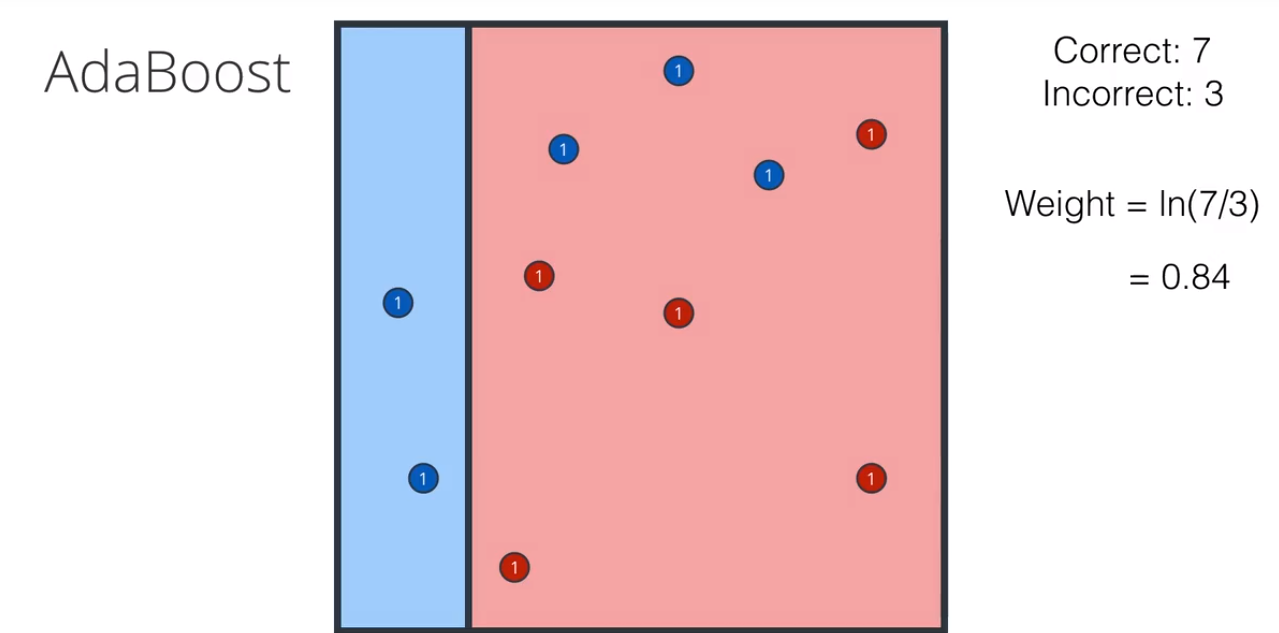 AdaBoost
Correct: 7
Incorrect: 3
Weight = ln(7/3)
= 0.84
1
1
1
1
1
1
1
1
1
1